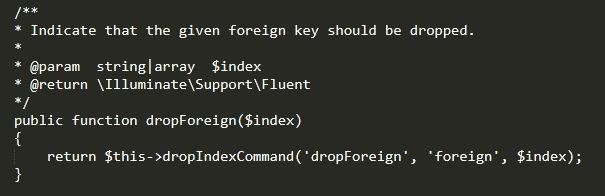 /**
* Indicate that the given foreign key should be dropped.
*
* @param  string|array  $index
* @return \Illuminate\Support\Fluent
*/
public function dropForeign($index)
{
    return $this->dropIndexCommand('dropForeign', 'foreign', $index);
}